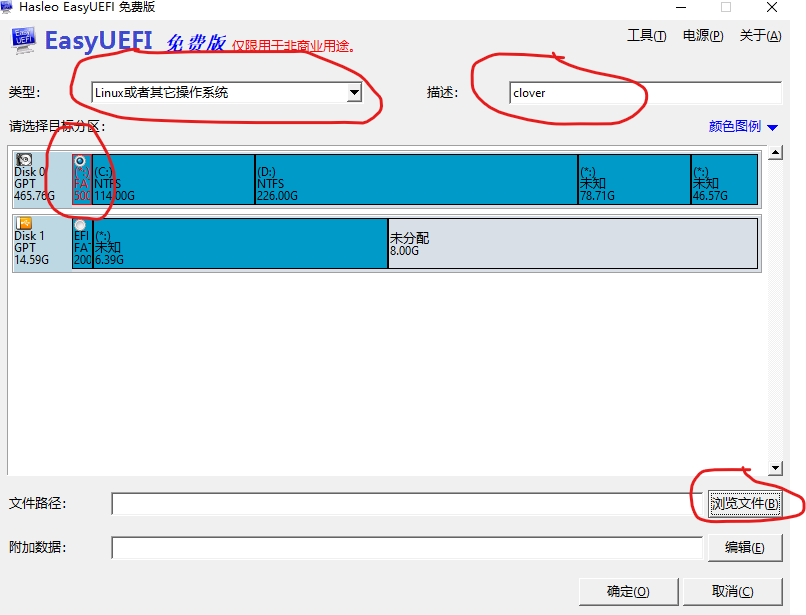 Hasleo EasyUEFI 免费版
EasyUEFI 免费版 仅限用于非商业用途。
工具(T) 电源(P) 关于(A)
类型: Linux或者其它操作系统
描述: clover
请选择目标分区:
颜色图例
Disk 0
GPT
465.76G
(*:)
FAT
500
(C:)
NTFS
114.00G
(D:)
NTFS
226.00G
(*:)
未知
78.71G
(*:)
未知
46.57G
Disk 1
GPT
14.59G
EFI
FAT
200
(*:)
未知
6.39G
未分配
8.00G
文件路径:
浏览文件(B)
附加数据:
编辑(E)
确定(O)
取消(C)